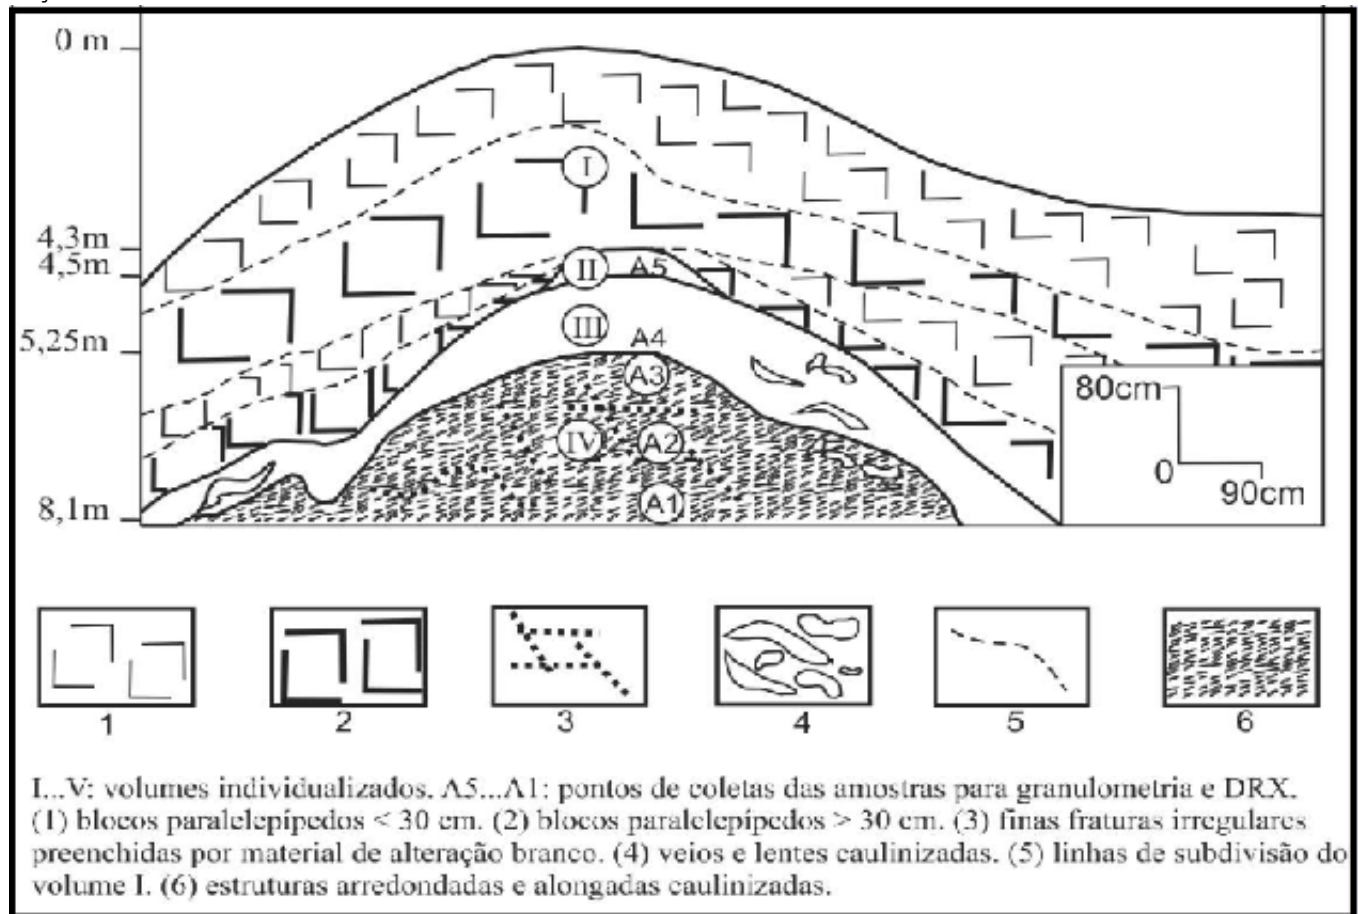 0 m
I
4,3m
4,5m
II
A5
III
A4
5,25m
A3
IV
A2
A1
8,1m
80cm
0
90cm
1
2
3
4
5
6
I...V: volumes individualizados. A5...A1: pontos de coletas das amostras para granulometria e DRX.
(1) blocos paralelepípedos < 30 cm. (2) blocos paralelepípedos > 30 cm. (3) finas fraturas irregulares
preenchidas por material de alteração branco. (4) veios e lentes caulinizadas. (5) linhas de subdivisão do
volume I. (6) estruturas arredondadas e alongadas caulinizadas.